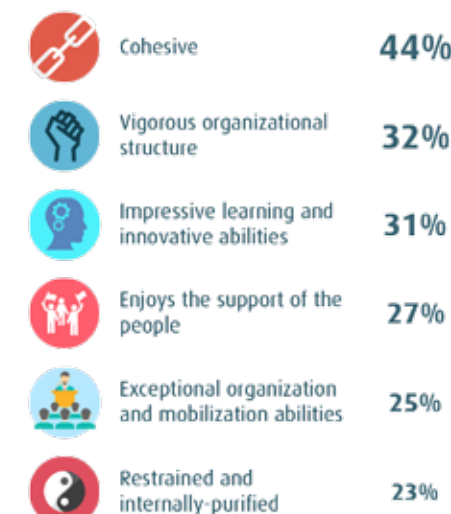 Cohesive 44%
Vigorous organizational
structure 32%
Impressive learning and
innovative abilities 31%
Enjoys the support of the
people 27%
Exceptional organization
and mobilization abilities 25%
Restrained and
internally-purified 23%